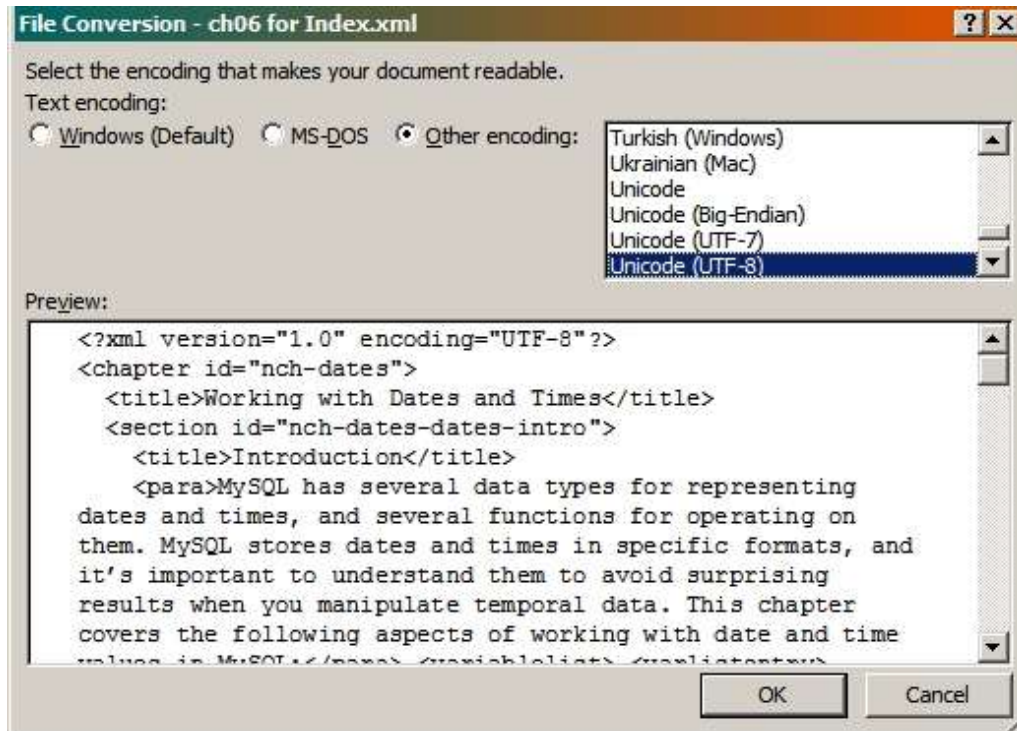 File Conversion - ch06 for Index.xml
Select the encoding that makes your document readable.
Text encoding:
Windows (Default) MS-DOS Other encoding:
Turkish (Windows)
Ukrainian (Mac)
Unicode
Unicode (Big-Endian)
Unicode (UTF-7)
Unicode (UTF-8)
Preview:
<?xml version="1.0" encoding="UTF-8"?>
<chapter id="nch-dates">
<title>Working with Dates and Times</title>
<section id="nch-dates-dates-intro">
<title>Introduction</title>
<para>MySQL has several data types for representing
dates and times, and several functions for operating on
them. MySQL stores dates and times in specific formats, and
it's important to understand them to avoid surprising
results when you manipulate temporal data. This chapter
covers the following aspects of working with date and time
values in MySQL:</para> <variablelist> <varlistentry>
OK Cancel